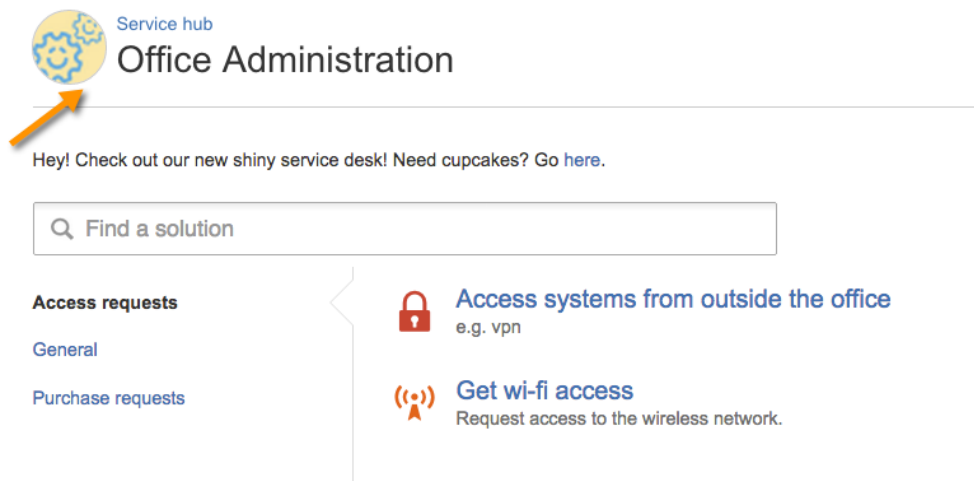 Service hub
Office Administration
Hey! Check out our new shiny service desk! Need cupcakes? Go here.
Find a solution
Access requests
General
Purchase requests
Access systems from outside the office
e.g. vpn
Get wi-fi access
Request access to the wireless network.